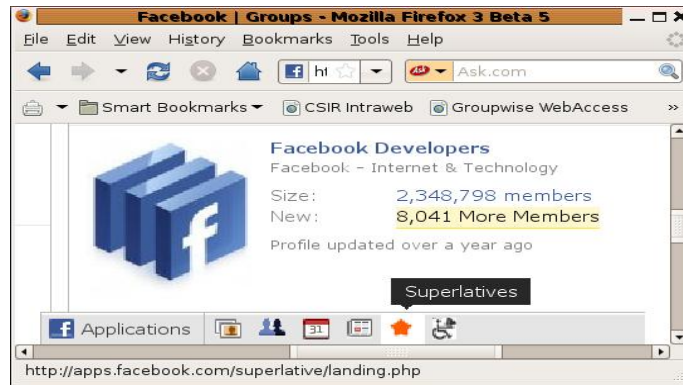 Facebook | Groups - Mozilla Firefox 3 Beta 5
File Edit View History Bookmarks Tools Help
ht Ask.com
Smart Bookmarks CSIR Intraweb Groupwise WebAccess »
Facebook Developers
Facebook - Internet & Technology
Size: 2,348,798 members
New: 8,041 More Members
Profile updated over a year ago
Superlatives
f Applications 31
http://apps.facebook.com/superlative/landing.php